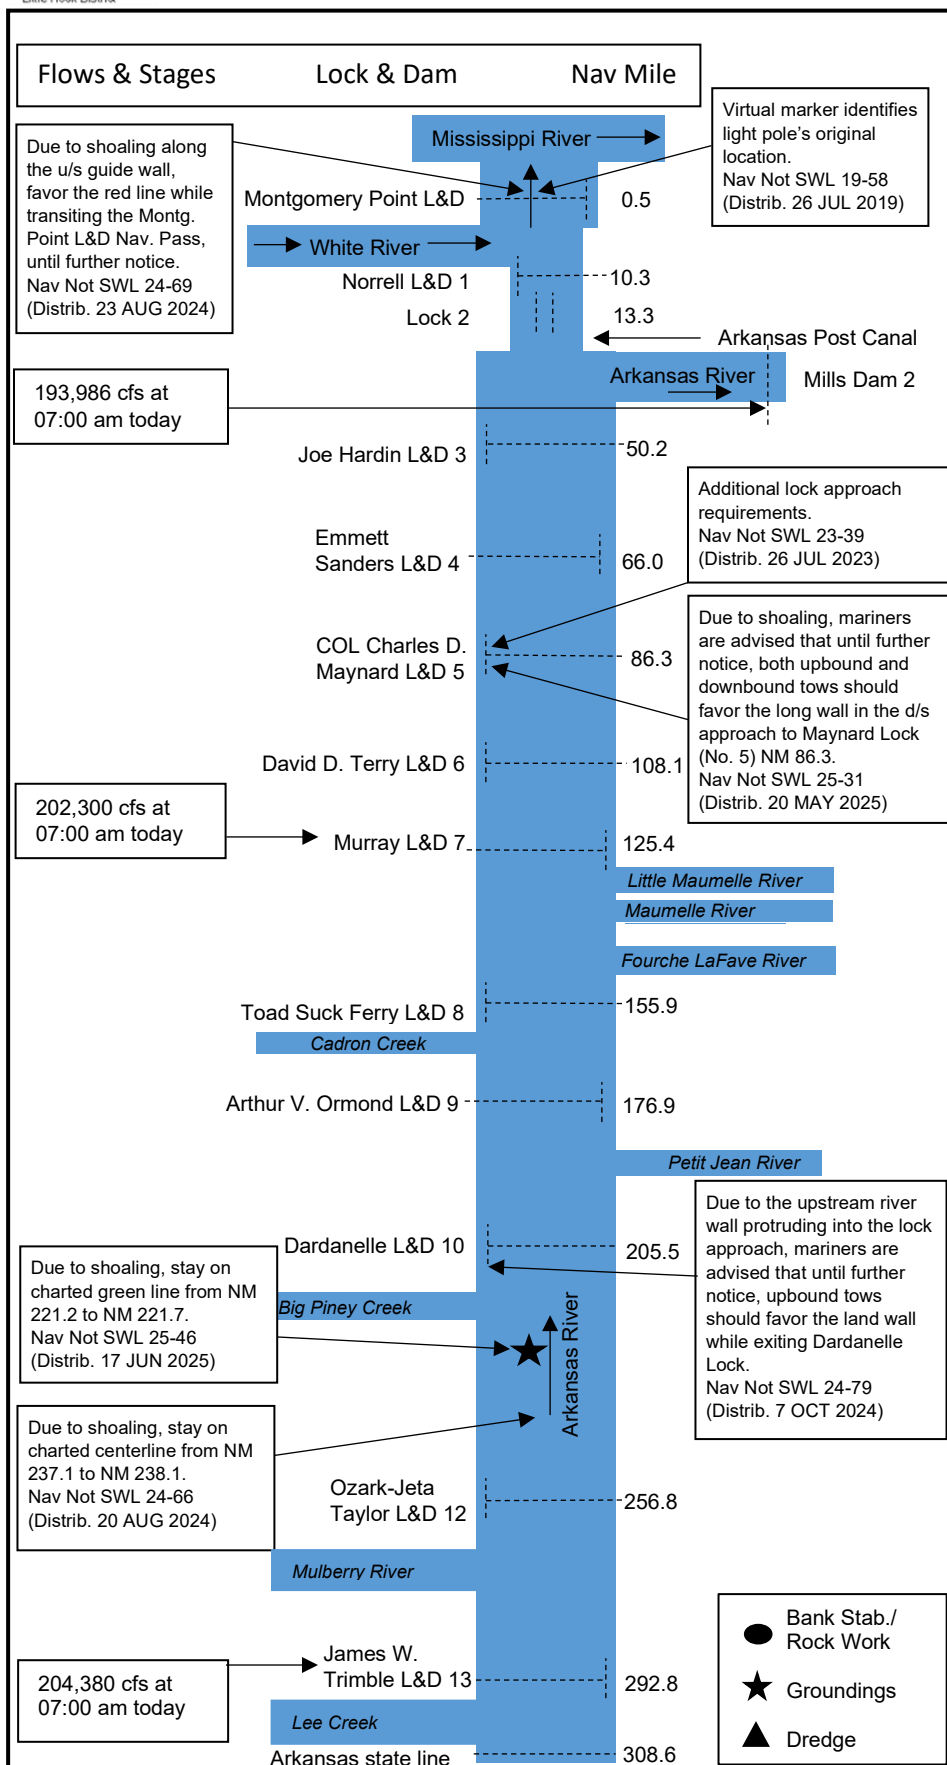 Little Rock District
Flows & Stages Lock & Dam Nav Mile
Due to shoaling along
the u/s guide wall,
favor the red line while
transiting the Montg.
Point L&D Nav. Pass,
until further notice.
Nav Not SWL 24-69
(Distrib. 23 AUG 2024)
Mississippi River
Virtual marker identifies
light pole's original
location.
Nav Not SWL 19-58
(Distrib. 26 JUL 2019)
Montgomery Point L&D 0.5
White River
Norrell L&D 1 10.3
Lock 2 13.3
Arkansas Post Canal
Arkansas River
Mills Dam 2
193,986 cfs at
07:00 am today
Joe Hardin L&D 3 50.2
Additional lock approach
requirements.
Nav Not SWL 23-39
(Distrib. 26 JUL 2023)
Emmett
Sanders L&D 4 66.0
Due to shoaling, mariners
are advised that until further
notice, both upbound and
downbound tows should
favor the long wall in the d/s
approach to Maynard Lock
(No. 5) NM 86.3.
Nav Not SWL 25-31
(Distrib. 20 MAY 2025)
COL Charles D.
Maynard L&D 5 86.3
David D. Terry L&D 6 108.1
202,300 cfs at
07:00 am today
Murray L&D 7 125.4
Little Maumelle River
Maumelle River
Fourche LaFave River
Toad Suck Ferry L&D 8 155.9
Cadron Creek
Arthur V. Ormond L&D 9 176.9
Petit Jean River
Due to the upstream river
wall protruding into the lock
approach, mariners are
advised that until further
notice, upbound tows
should favor the land wall
while exiting Dardanelle
Lock.
Nav Not SWL 24-79
(Distrib. 7 OCT 2024)
Dardanelle L&D 10 205.5
Due to shoaling, stay on
charted green line from NM
221.2 to NM 221.7.
Nav Not SWL 25-46
(Distrib. 17 JUN 2025)
Big Piney Creek
Arkansas River
Due to shoaling, stay on
charted centerline from NM
237.1 to NM 238.1.
Nav Not SWL 24-66
(Distrib. 20 AUG 2024)
Ozark-Jeta
Taylor L&D 12 256.8
Mulberry River
Bank Stab./
Rock Work
Groundings
Dredge
204,380 cfs at
07:00 am today
James W.
Trimble L&D 13 292.8
Lee Creek
Arkansas state line 308.6